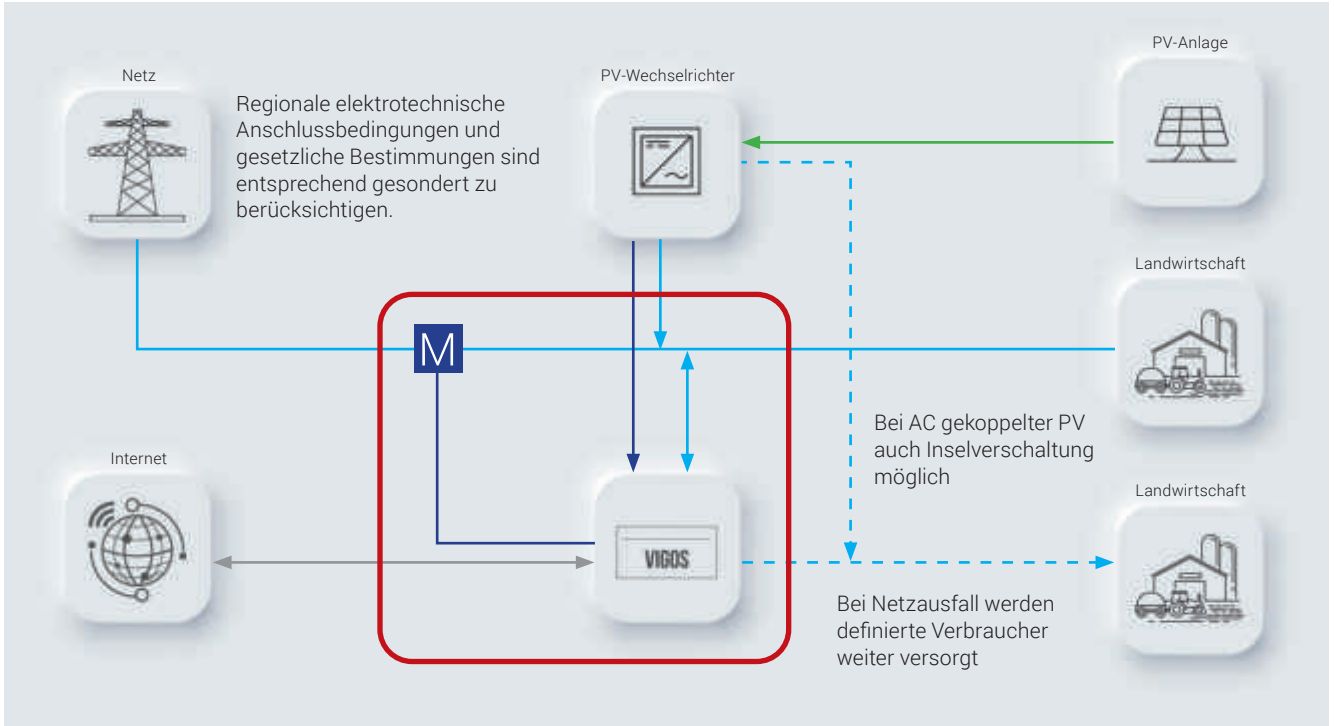 Netz
Regionale elektrotechnische
Anschlussbedingungen und
gesetzliche Bestimmungen sind
entsprechend gesondert zu
berücksichtigen.
PV-Wechselrichter
PV-Anlage
Landwirtschaft
M
Bei AC gekoppelter PV
auch Inselverschaltung
möglich
Internet
VIGOS
Landwirtschaft
Bei Netzausfall werden
definierte Verbraucher
weiter versorgt